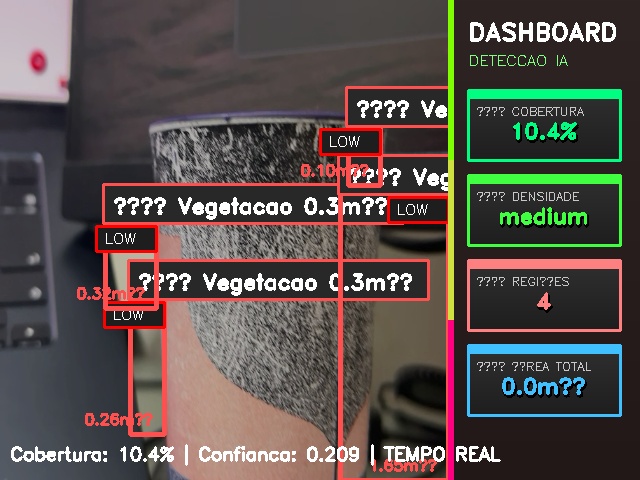 DASHBOARD
DETECCAO IA
???? COBERTURA
10.4%
???? DENSIDADE
medium
???? REGI??ES
4
???? ??REA TOTAL
0.0m??
???? Ve
LOW
0.10m??
???? Veg
???? Vegetacao 0.3m??
LOW
LOW
0.32m??
???? Vegetacao 0.3m??
LOW
0.26m??
1.65m??
Cobertura: 10.4% | Confianca: 0.209 | TEMPO REAL